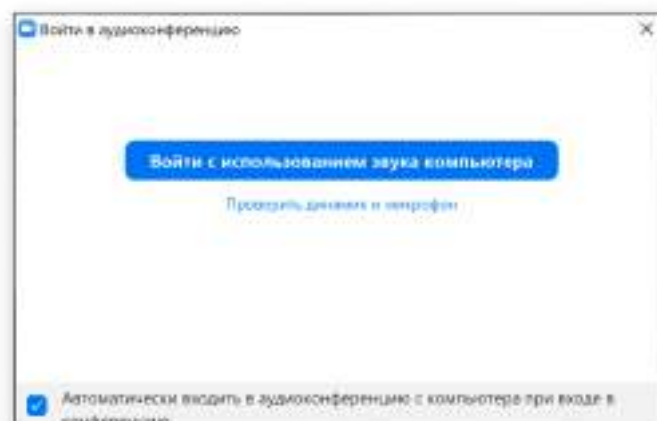 Войти в аудиоконференцию
Войти с использованием звука компьютера
Проверить динамик и микрофон
Автоматически входить в аудиоконференцию с компьютера при входе в